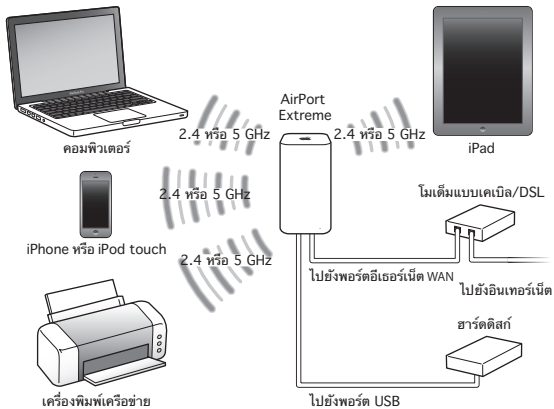 AirPort
Extreme
2.4 หรือ 5 GHz
2.4 หรือ 5 GHz
คอมพิวเตอร์
iPad
2.4 หรือ 5 GHz
โมเด็มแบบเคเบิล/DSL
iPhone หรือ iPod touch
2.4 หรือ 5 GHz
ไปยังพอร์ตอีเธอร์เน็ต WAN
ไปยังอินเทอร์เน็ต
ฮาร์ดดิสก์
เครื่องพิมพ์เครือข่าย
ไปยังพอร์ต USB